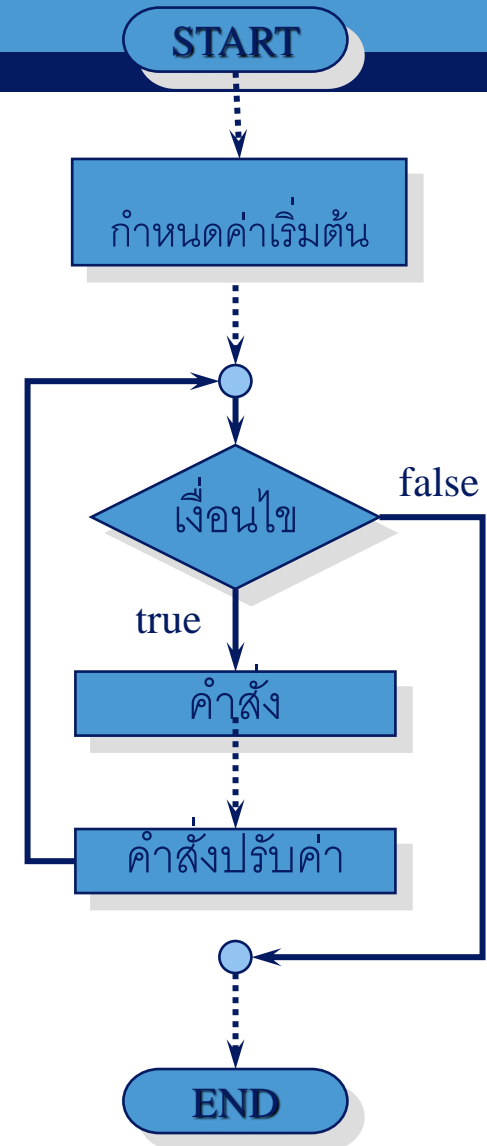 START
กำหนดค่าเริ่มต้น
เงื่อนไข
false
true
คำสั่ง
คำสั่งปรับค่า
END